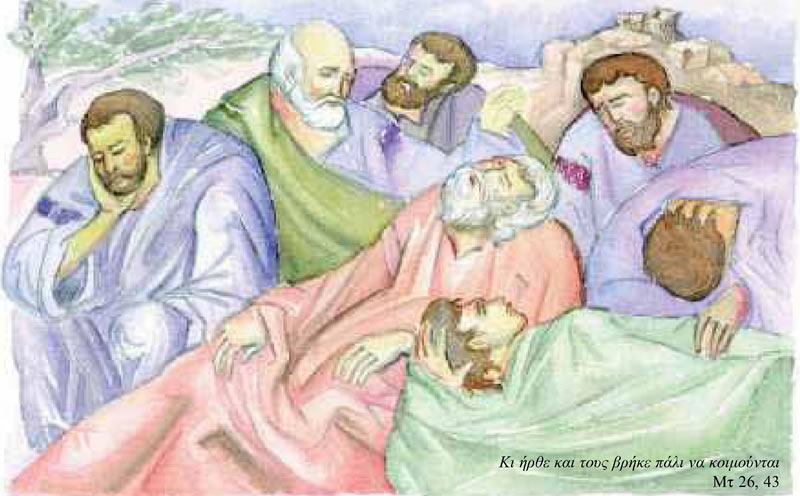 Κι ήρθε και τους βρήκε πάλι να κοιμούνται
Μτ 26, 43